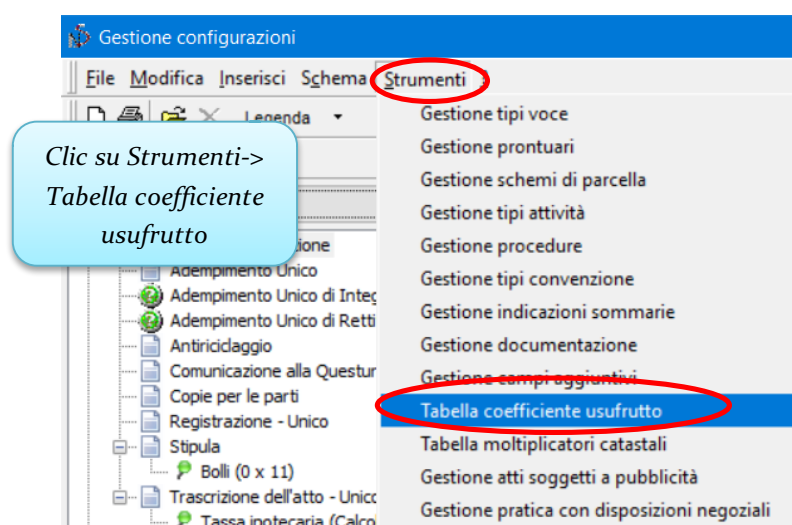 Gestione configurazioni
File Modifica Inserisci Schema Strumenti
Legenda
Clic su Strumenti->
Tabella coefficiente
usufrutto
ione
Adempimento Unico
Adempimento Unico di Integ
Adempimento Unico di Retti
Antiriciclaggio
Comunicazione alla Questur
Copie per le parti
Registrazione - Unico
Stipula
Bolli (0 x 11)
Trascrizione dell'atto - Unico
Tassa ipotecaria (Calco
Gestione tipi voce
Gestione prontuari
Gestione schemi di parcella
Gestione tipi attività
Gestione procedure
Gestione tipi convenzione
Gestione indicazioni sommarie
Gestione documentazione
Gestione campi aggiuntivi
Tabella coefficiente usufrutto
Tabella moltiplicatori catastali
Gestione atti soggetti a pubblicità
Gestione pratica con disposizioni negoziali